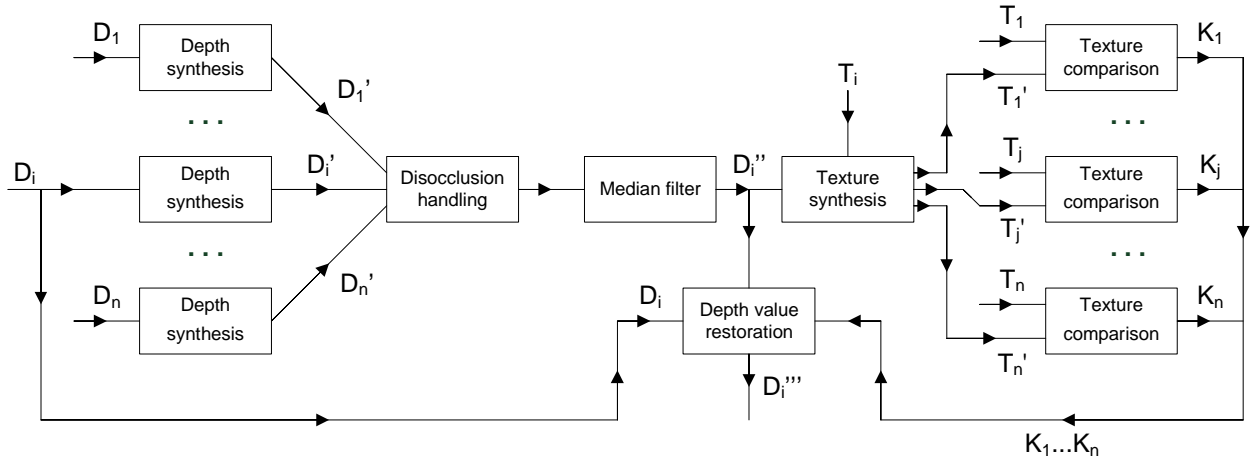 D1
Depth
synthesis
D1'
...
Di
Depth
synthesis
Di'
...
Dn
Depth
synthesis
Dn'
Disocclusion
handling
Median filter
Di''
Ti
Texture
synthesis
Di
Depth value
restoration
Di'''
T1
T1'
Texture
comparison
K1
...
Tj
Tj'
Texture
comparison
Kj
...
Tn
Tn'
Texture
comparison
Kn
K1...Kn